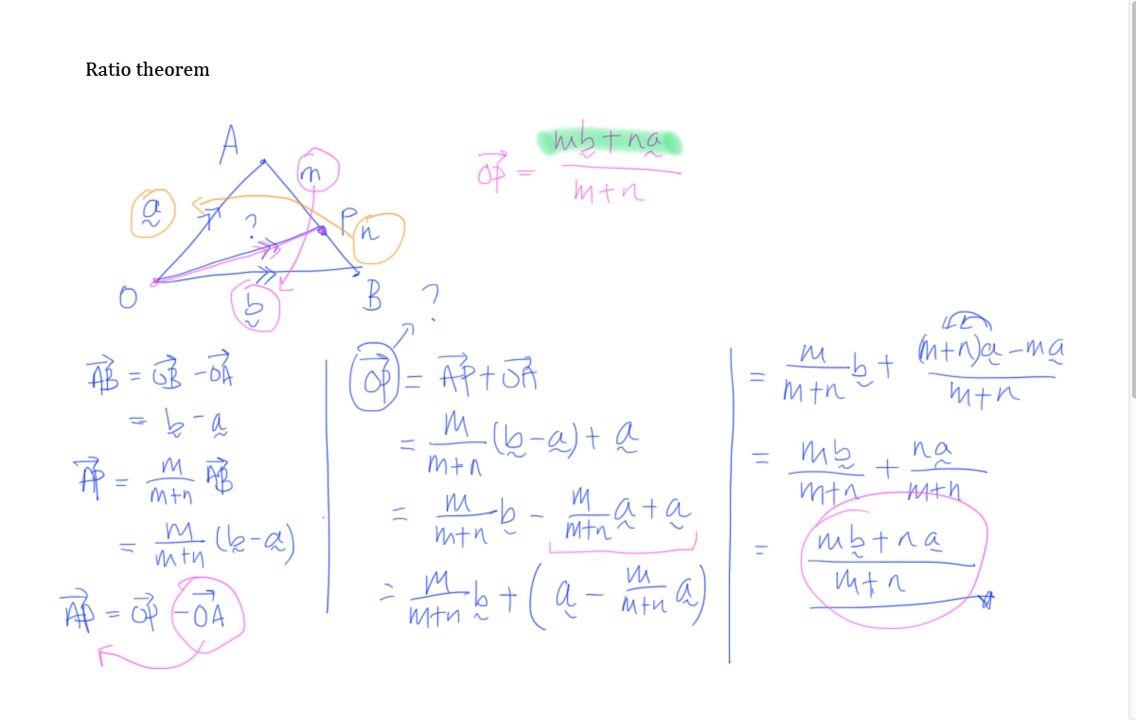 Ratio theorem
A
m
a
?
P
n
O
b
B
?
OP = (mb + na)/(m+n)
AB = OB - OA
= b - a
AP = m/(m+n) AB
= m/(m+n) (b - a)
AP = OP - OA
OP = AP + OA
= m/(m+n) (b - a) + a
= m/(m+n) b - m/(m+n) a + a
= m/(m+n) b + (a - m/(m+n) a)
= m/(m+n) b + ((m+n)a - ma)/(m+n)
= mb/(m+n) + na/(m+n)
= (mb + na)/(m+n)